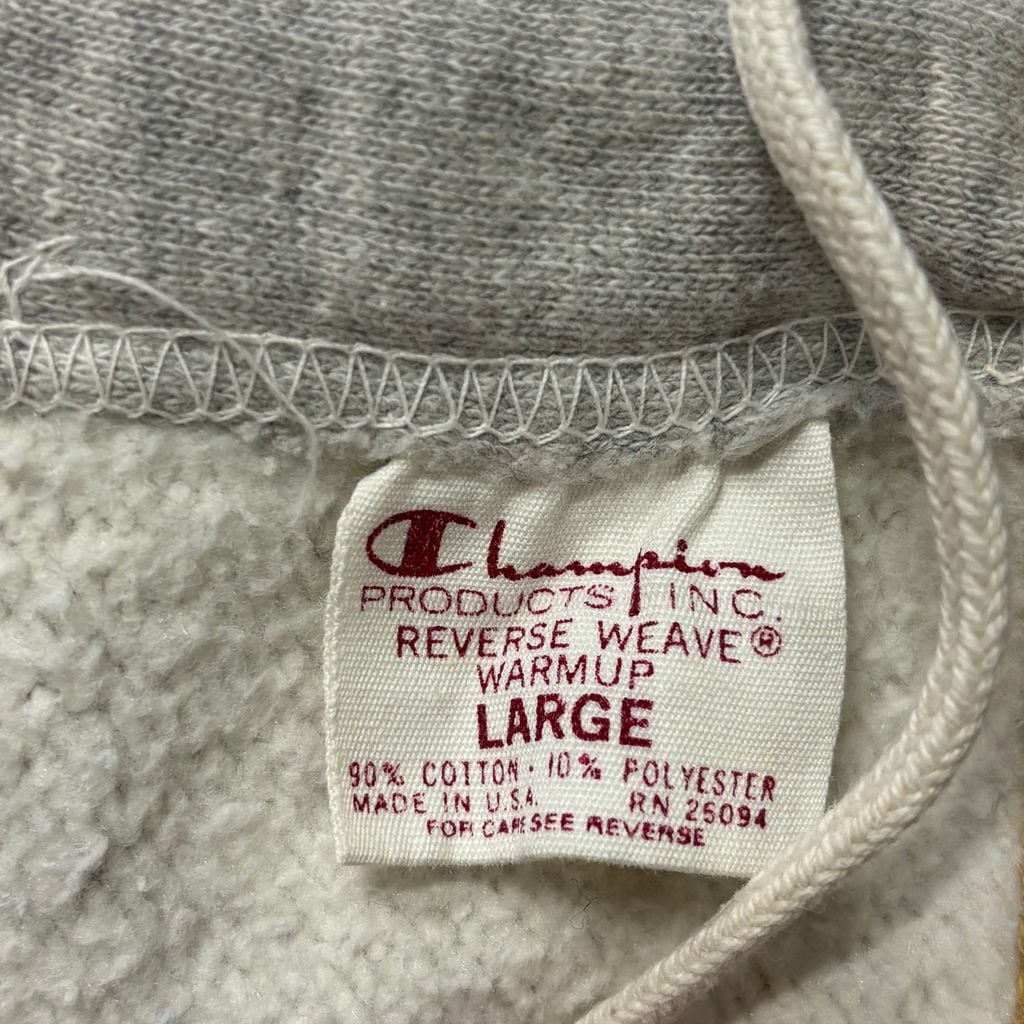 Champion
PRODUCTS INC.
REVERSE WEAVE®
WARMUP
LARGE
90% COTTON · 10% POLYESTER
MADE IN U.S.A. RN 26094
FOR CARE SEE REVERSE